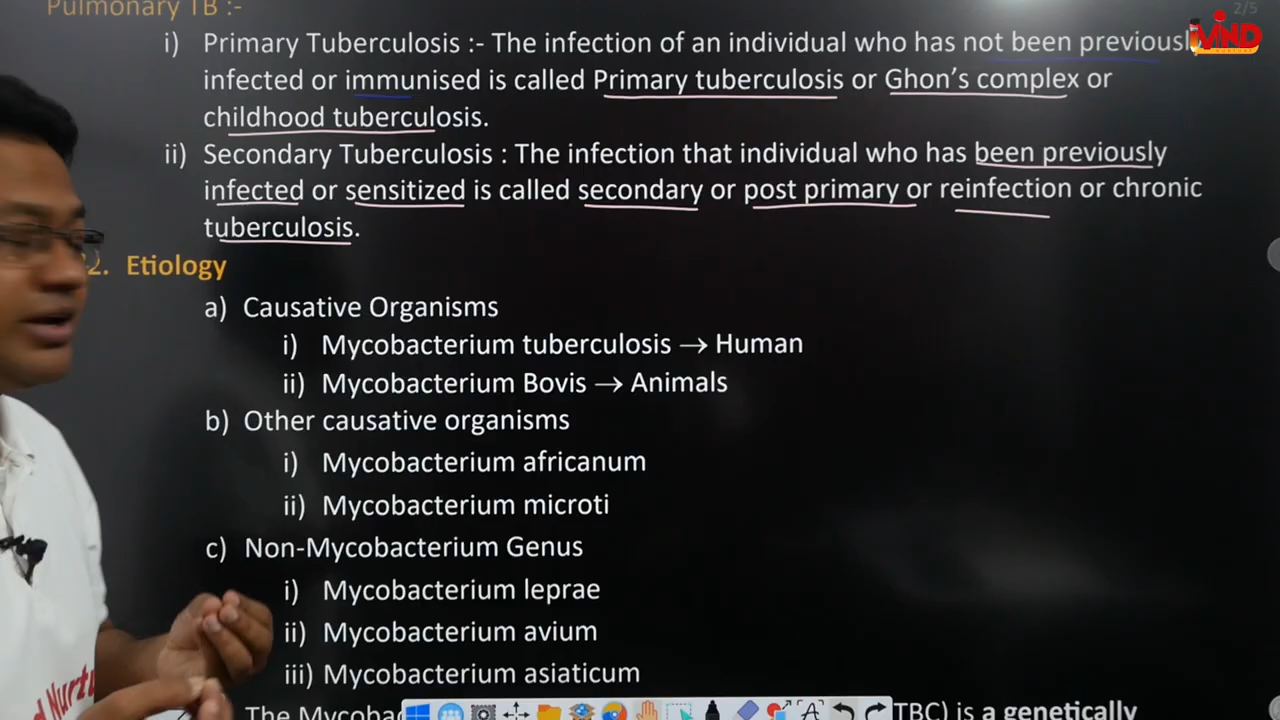 Pulmonary TB :-
2/5
i) Primary Tuberculosis :- The infection of an individual who has not been previously
infected or immunised is called Primary tuberculosis or Ghon's complex or
childhood tuberculosis.
ii) Secondary Tuberculosis : The infection that individual who has been previously
infected or sensitized is called secondary or post primary or reinfection or chronic
tuberculosis.
2. Etiology
a) Causative Organisms
i) Mycobacterium tuberculosis → Human
ii) Mycobacterium Bovis → Animals
b) Other causative organisms
i) Mycobacterium africanum
ii) Mycobacterium microti
c) Non-Mycobacterium Genus
i) Mycobacterium leprae
ii) Mycobacterium avium
iii) Mycobacterium asiaticum
The TBC) is a genetically